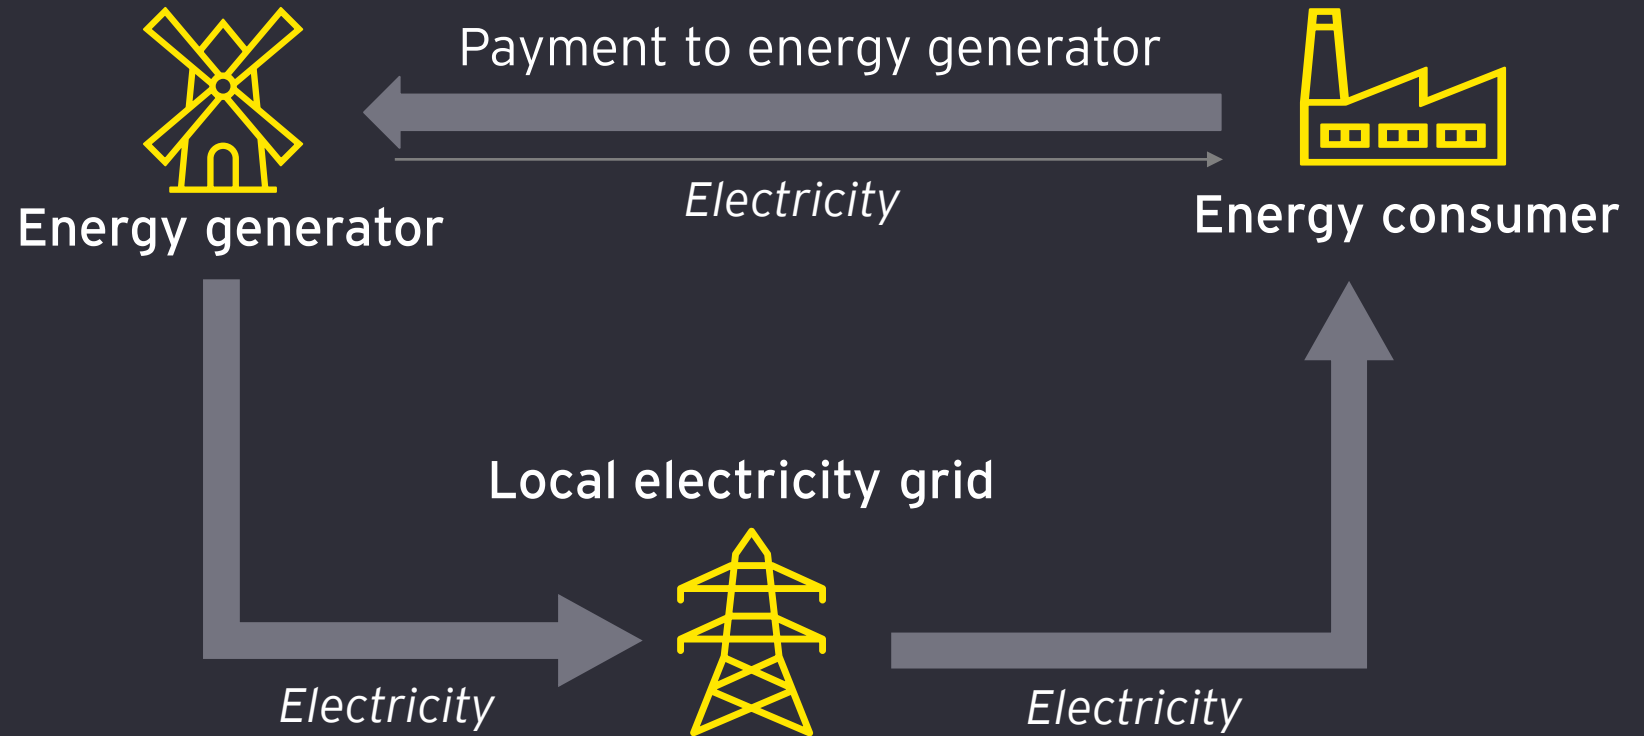 Payment to energy generator
Electricity
Energy generator
Energy consumer
Local electricity grid
Electricity
Electricity